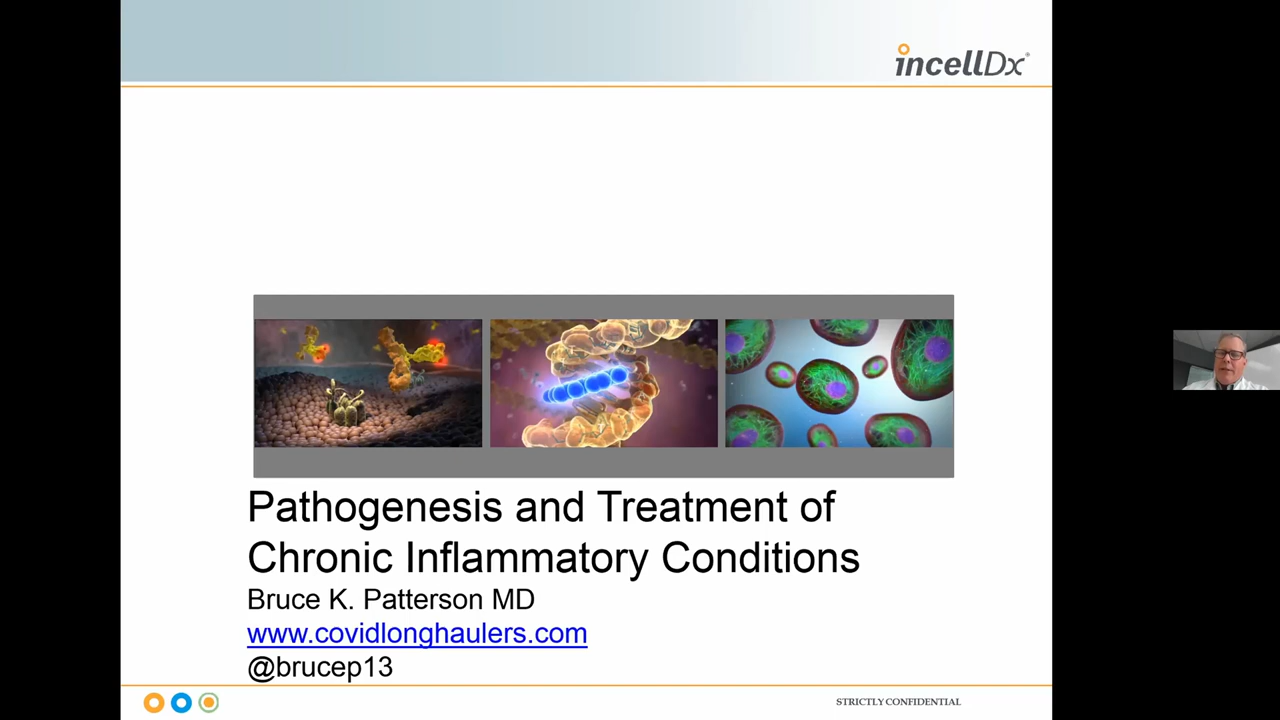 incellDx®
Pathogenesis and Treatment of
Chronic Inflammatory Conditions
Bruce K. Patterson MD
www.covidlonghaulers.com
@brucep13
STRICTLY CONFIDENTIAL